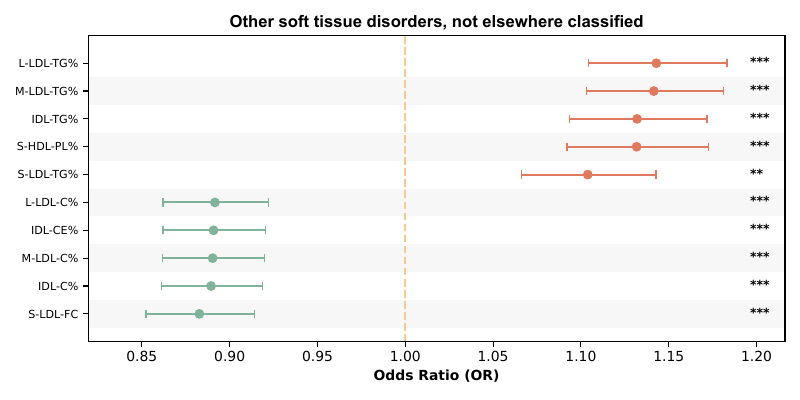 Other soft tissue disorders, not elsewhere classified
L-LDL-TG% ***
M-LDL-TG% ***
IDL-TG% ***
S-HDL-PL% ***
S-LDL-TG% **
L-LDL-C% ***
IDL-CE% ***
M-LDL-C% ***
IDL-C% ***
S-LDL-FC ***
0.85 0.90 0.95 1.00 1.05 1.10 1.15 1.20
Odds Ratio (OR)